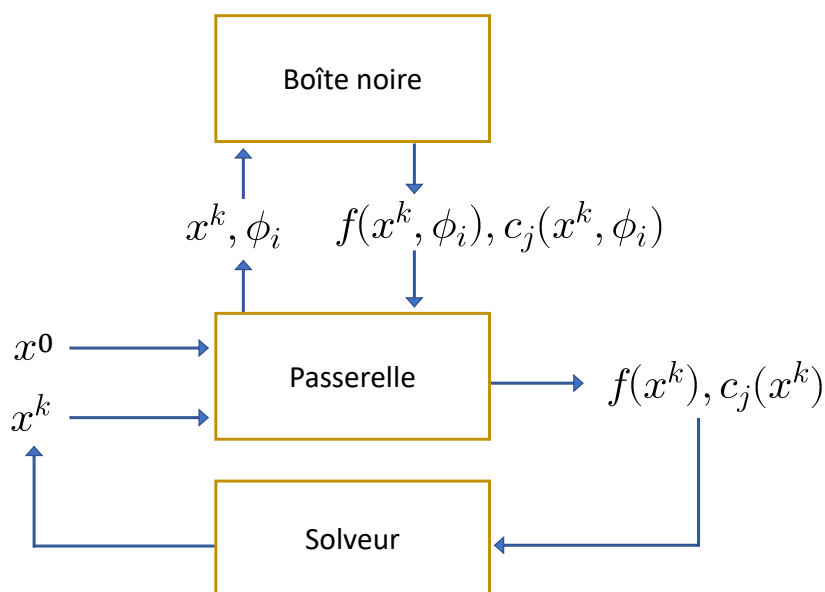 Boîte noire
x^k, ϕ_i
f(x^k, ϕ_i), c_j(x^k, ϕ_i)
x^0
Passerelle
f(x^k), c_j(x^k)
x^k
Solveur